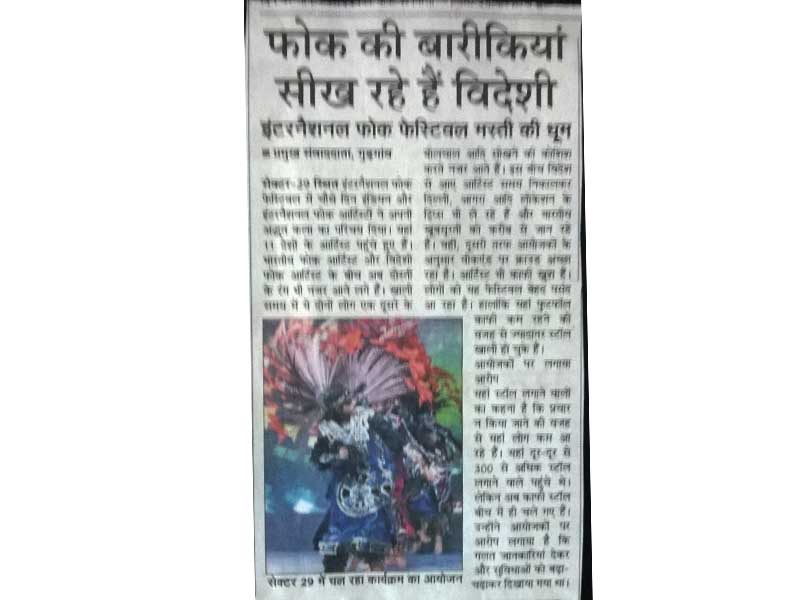 फोक की बारीकियां
सीख रहे हैं विदेशी
इंटरनैशनल फोक फेस्टिवल मस्ती की धूम
■ प्रमुख संवाददाता, गुड़गांव
सेक्टर-29 स्थित इंटरनैशनल फोक
फेस्टिवल में चौथे दिन इंडियन और
इंटरनैशनल फोक आर्टिस्टों ने अपनी
अद्भुत कला का परिचय दिया। यहां
11 देशों के आर्टिस्ट पहुंचे हुए हैं।
भारतीय फोक आर्टिस्ट और विदेशी
फोक आर्टिस्ट के बीच अब दोस्ती
के रंग भी नजर आने लगे हैं। खाली
समय में ये दोनों लोग एक दूसरे के
बोलचाल आदि सीखने की कोशिश
करते नजर आते हैं। इस बीच विदेश
से आए आर्टिस्ट समय निकालकर
दिल्ली, आगरा आदि लोकेशन के
ट्रिप्स भी ले रहे हैं और भारतीय
खूबसूरती को करीब से जान रहे
हैं। वहीं, दूसरी तरफ आयोजकों के
अनुसार वीकएंड पर क्राउड अच्छा
रहा है। आर्टिस्ट भी काफी खुश हैं।
लोगों को यह फेस्टिवल बेहद पसंद
आ रहा है। हालांकि यहां फुटफॉल
काफी कम रहने की
वजह से ज्यादातर स्टॉल
खाली हो चुके हैं।
आयोजकों पर लगाया
आरोप
यहां स्टॉल लगाने वालों
का कहना है कि प्रचार
न किया जाने की वजह
से यहां लोग कम आ
रहे हैं। यहां दूर-दूर से
300 से अधिक स्टॉल
लगाने वाले पहुंचे थे।
लेकिन अब काफी स्टॉल
बीच में ही चले गए हैं।
उन्होंने आयोजकों पर
आरोप लगाया है कि
गलत जानकारियां देकर
और सुविधाओं को बढ़ा-
चढ़ाकर दिखाया गया था।
सेक्टर 29 में चल रहा कार्यक्रम का आयोजन